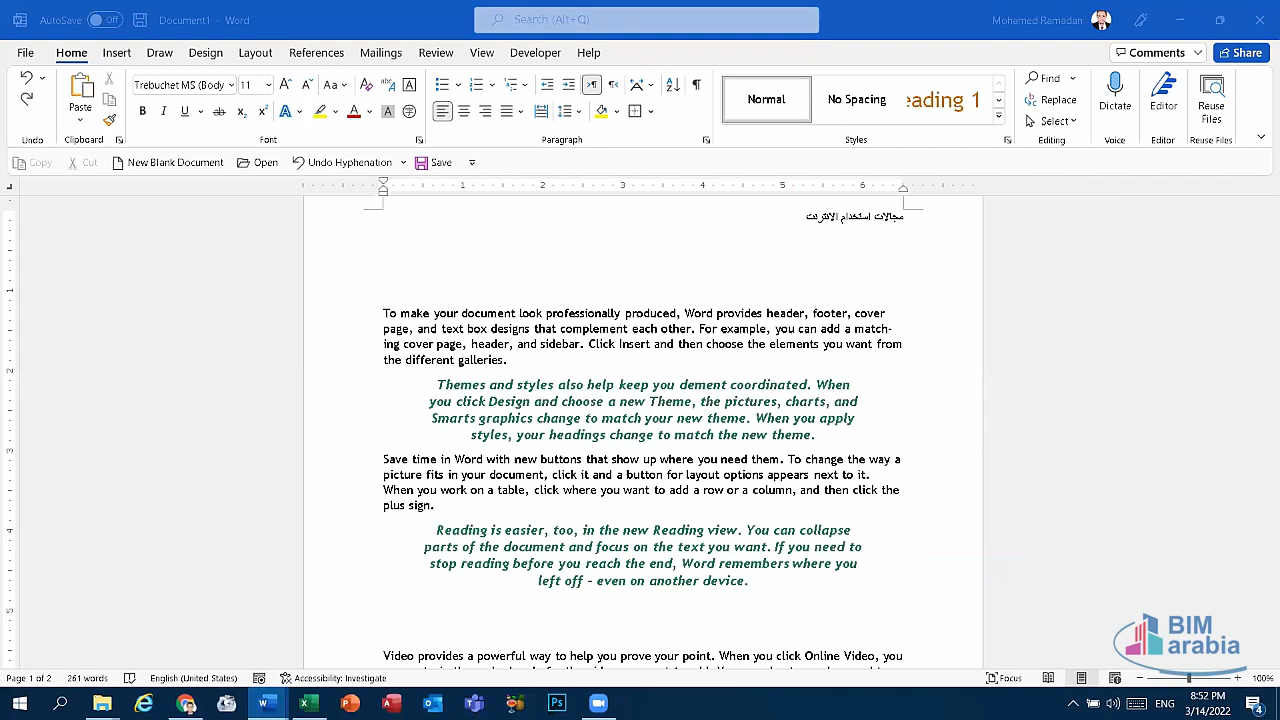 AutoSave Off Document1 - Word Search (Alt+Q) Mohamed Ramadan
File Home Insert Draw Design Layout References Mailings Review View Developer Help Comments Share
Paste
Trebuchet MS (Body 11
Normal No Spacing eading 1
Find
Replace
Select
Dictate Editor Reuse Files
Undo Clipboard Font Paragraph Styles Editing Voice Editor Reuse Files
Copy Cut New Blank Document Open Undo Hyphenation Save
1 2 3 4 5 6
مجالات استخدام الانترنت
To make your document look professionally produced, Word provides header, footer, cover
page, and text box designs that complement each other. For example, you can add a match-
ing cover page, header, and sidebar. Click Insert and then choose the elements you want from
the different galleries.
Themes and styles also help keep you dement coordinated. When
you click Design and choose a new Theme, the pictures, charts, and
Smarts graphics change to match your new theme. When you apply
styles, your headings change to match the new theme.
Save time in Word with new buttons that show up where you need them. To change the way a
picture fits in your document, click it and a button for layout options appears next to it.
When you work on a table, click where you want to add a row or a column, and then click the
plus sign.
Reading is easier, too, in the new Reading view. You can collapse
parts of the document and focus on the text you want. If you need to
stop reading before you reach the end, Word remembers where you
left off - even on another device.
Video provides a powerful way to help you prove your point. When you click Online Video, you
BIM
arabia
Page 1 of 2 261 words English (United States) Accessibility: Investigate Focus 100%
ENG 8:52 PM
3/14/2022